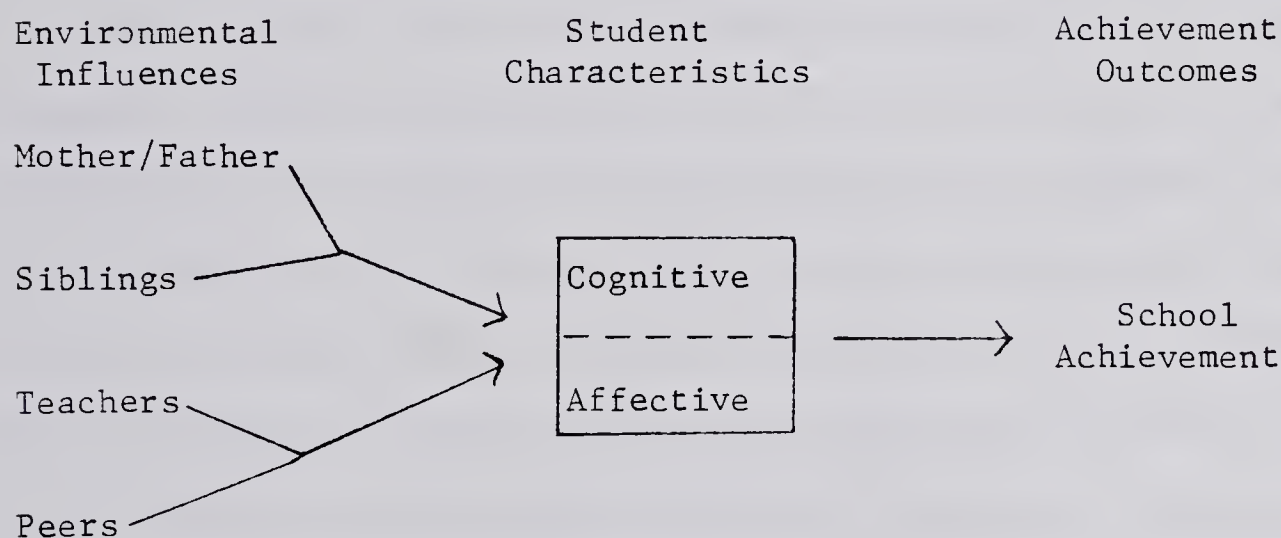 Environmental
Influences
Student
Characteristics
Achievement
Outcomes
Mother/Father
Siblings
Teachers
Peers
Cognitive
Affective
School
Achievement